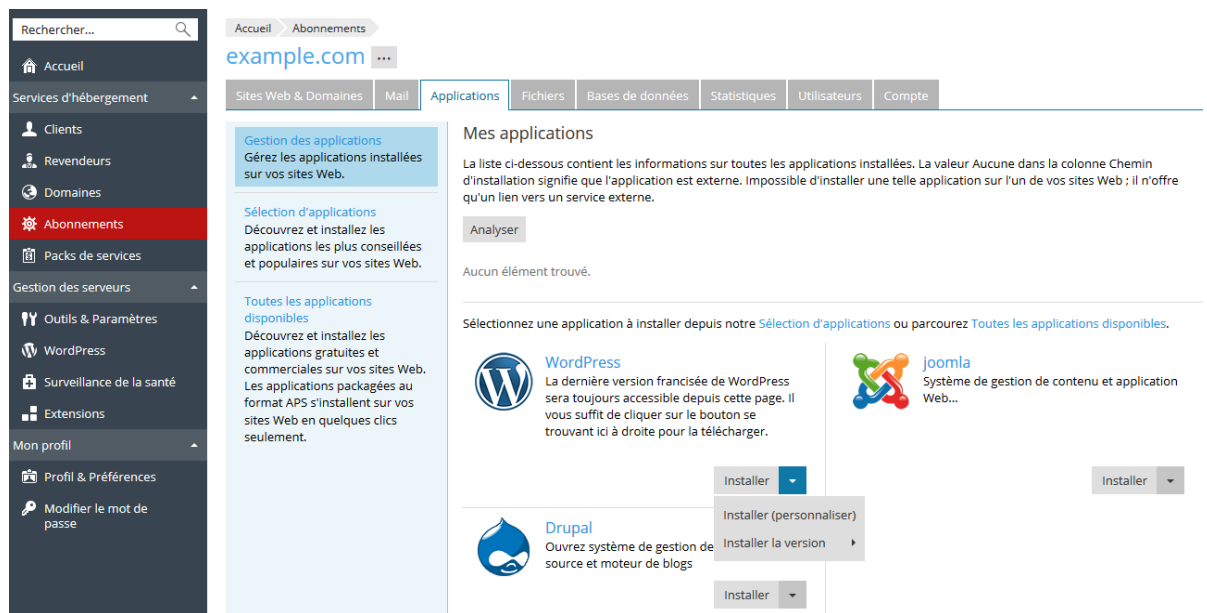 Rechercher...
Accueil
Services d'hébergement
Clients
Revendeurs
Domaines
Abonnements
Packs de services
Gestion des serveurs
Outils & Paramètres
WordPress
Surveillance de la santé
Extensions
Mon profil
Profil & Préférences
Modifier le mot de
passe
Accueil Abonnements
example.com ...
Sites Web & Domaines Mail Applications Fichiers Bases de données Statistiques Utilisateurs Compte
Gestion des applications
Gérez les applications installées
sur vos sites Web.
Sélection d'applications
Découvrez et installez les
applications les plus conseillées
et populaires sur vos sites Web.
Toutes les applications
disponibles
Découvrez et installez les
applications gratuites et
commerciales sur vos sites Web.
Les applications packagées au
format APS s'installent sur vos
sites Web en quelques clics
seulement.
Mes applications
La liste ci-dessous contient les informations sur toutes les applications installées. La valeur Aucune dans la colonne Chemin
d'installation signifie que l'application est externe. Impossible d'installer une telle application sur l'un de vos sites Web ; il n'offre
qu'un lien vers un service externe.
Analyser
Aucun élément trouvé.
Sélectionnez une application à installer depuis notre Sélection d'applications ou parcourez Toutes les applications disponibles.
WordPress
La dernière version francisée de WordPress
sera toujours accessible depuis cette page. Il
vous suffit de cliquer sur le bouton se
trouvant ici à droite pour la télécharger.
Installer
Installer (personnaliser)
Installer la version
joomla
Système de gestion de contenu et application
Web...
Installer
Drupal
Ouvrez système de gestion de
source et moteur de blogs
Installer